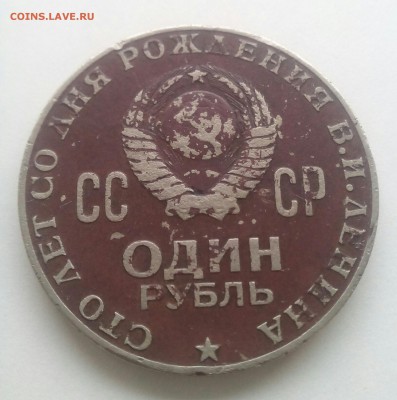 COINS.LAVE.RU
СТО ЛЕТ СО ДНЯ РОЖДЕНИЯ В.И.ЛЕНИНА
СС СР
ОДИН
РУБЛЬ